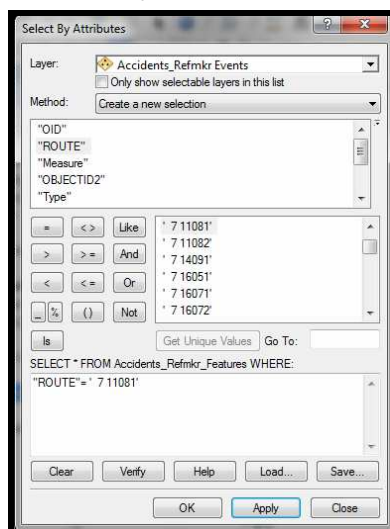 Select By Attributes
Layer: Accidents_Refmkr Events
Only show selectable layers in this list
Method: Create a new selection
"OID"
"ROUTE"
"Measure"
"OBJECTID2"
"Type"
= <> Like ' 7 11081'
> >= And ' 7 11082'
< <= Or ' 7 14091'
_ % () Not ' 7 16051'
' 7 16071'
' 7 16072'
Is Get Unique Values Go To:
SELECT * FROM Accidents_Refmkr_Features WHERE:
"ROUTE"= ' 7 11081'
Clear Verify Help Load... Save...
OK Apply Close